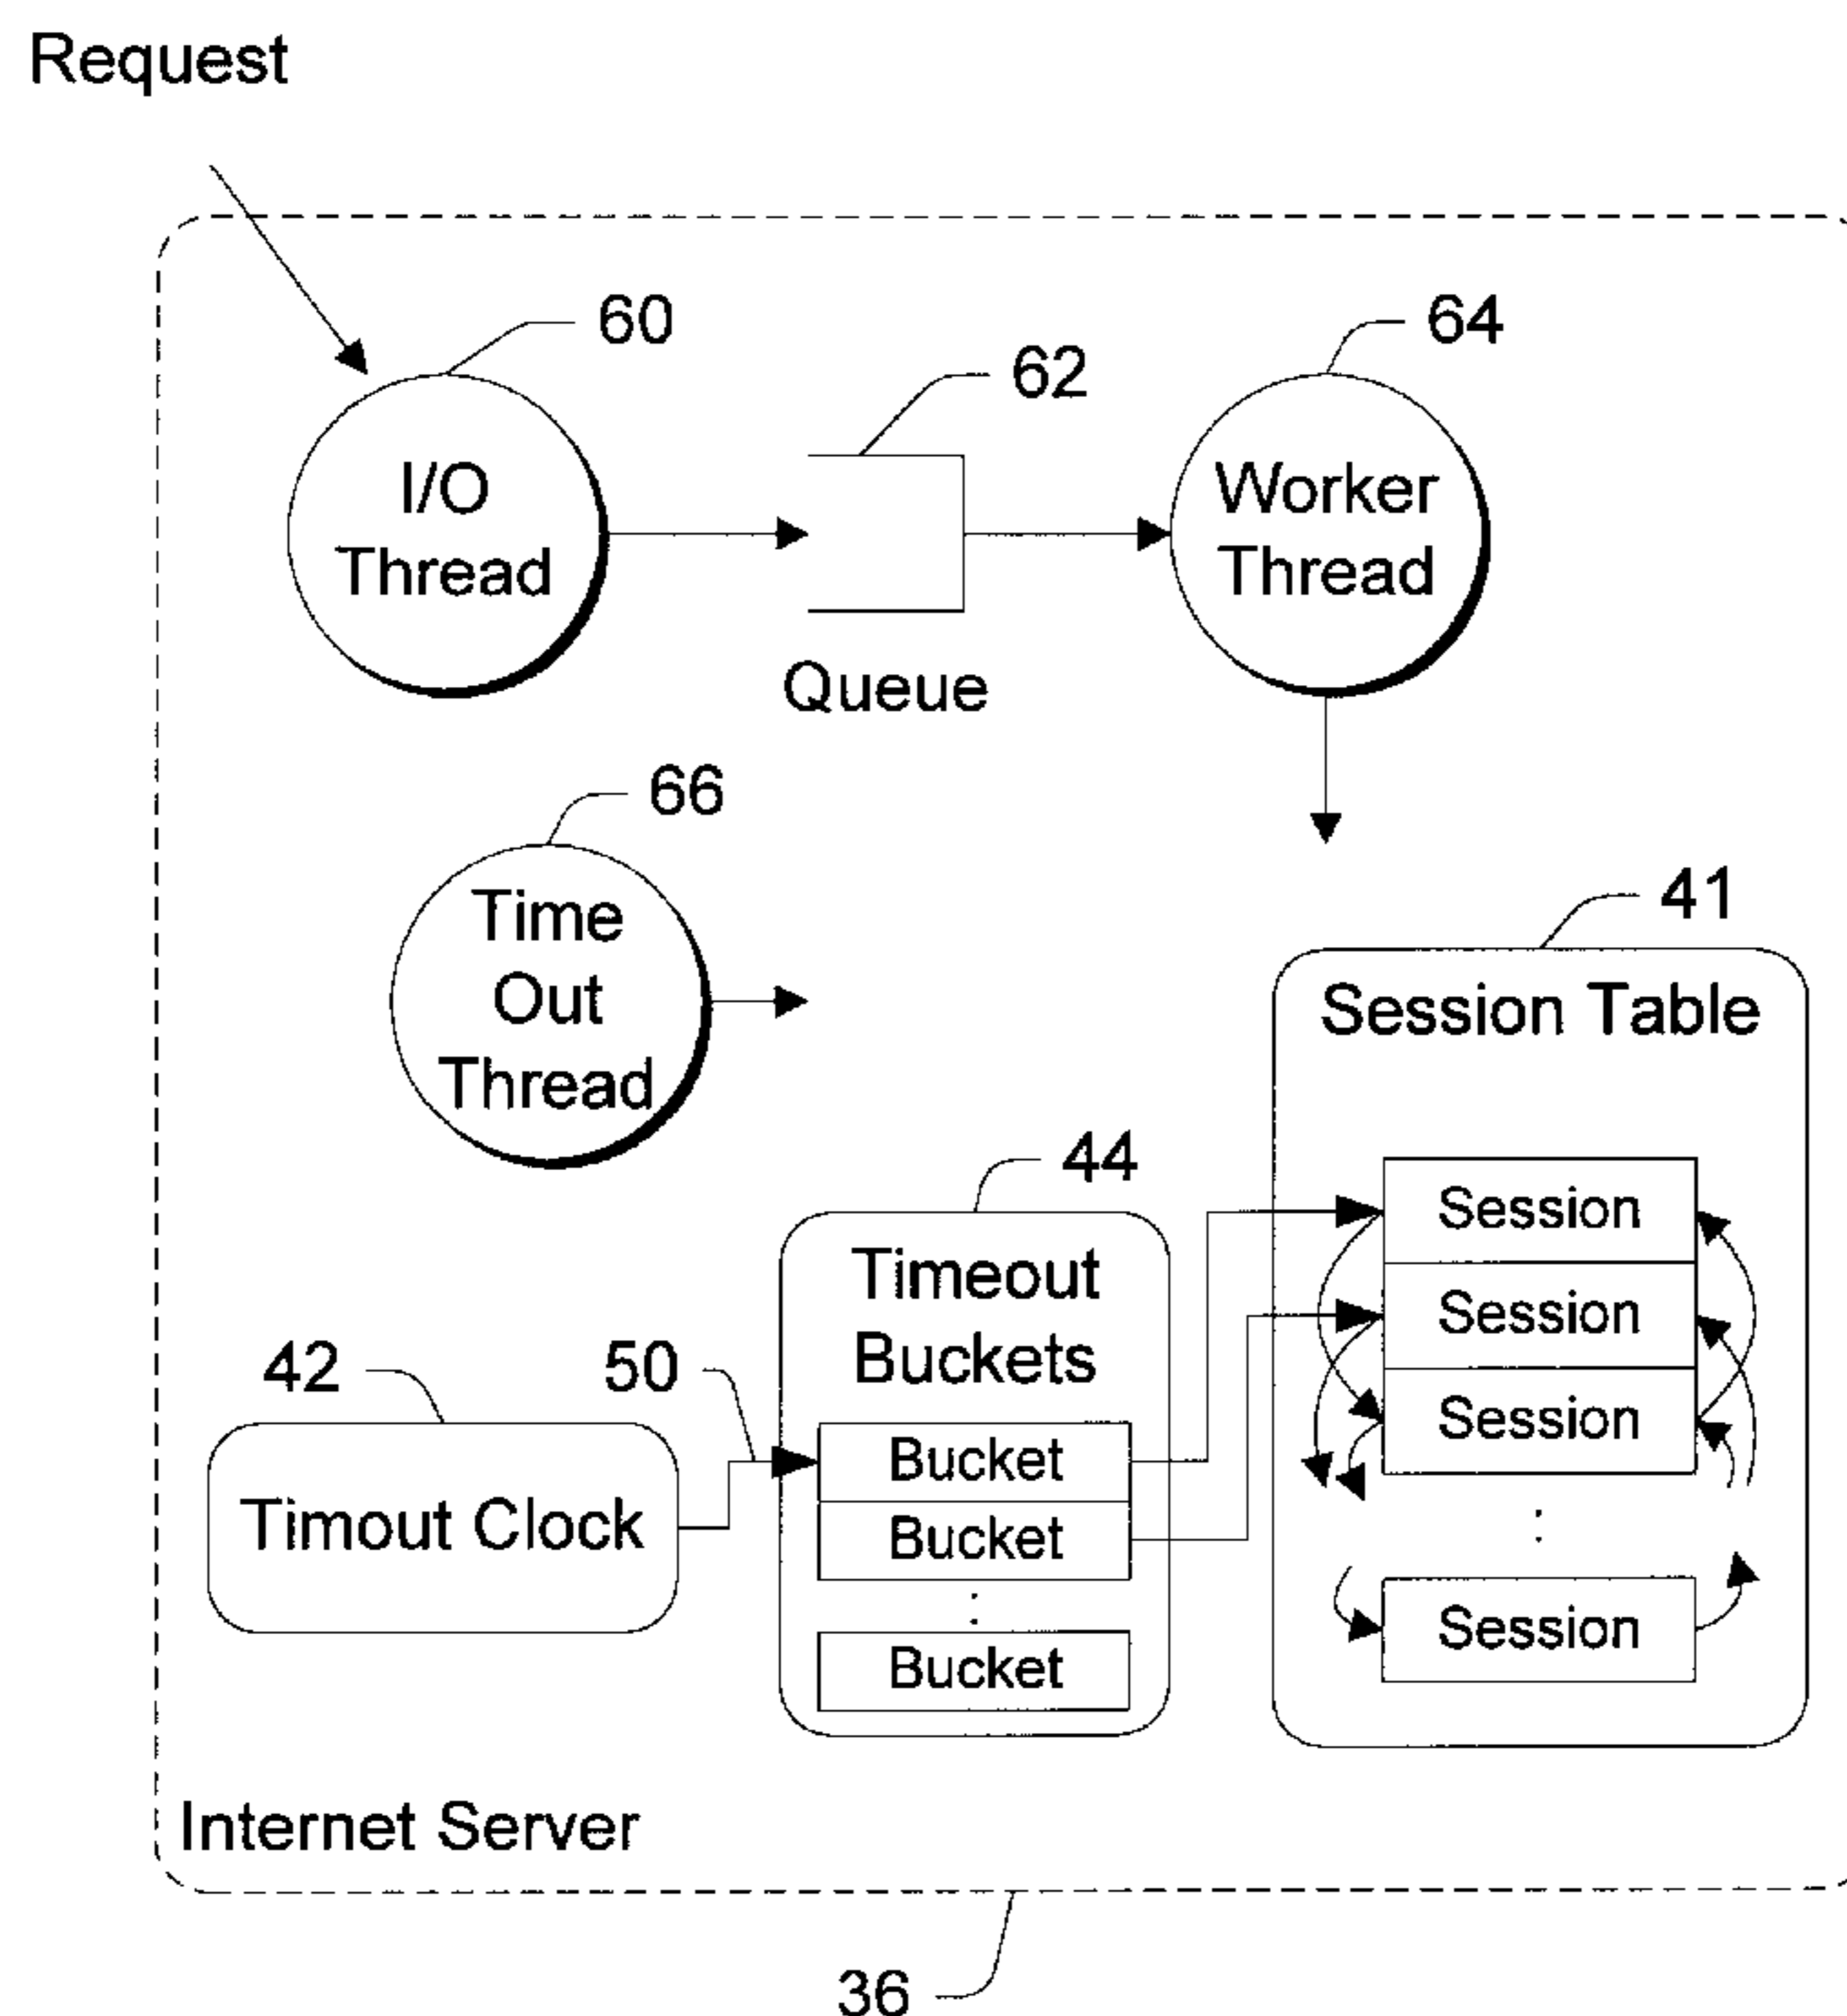 Request
60
64
62
I/O
Thread
Worker
Thread
Queue
66
Time
Out
Thread
41
Session Table
44
Session
Timeout
Buckets
Session
42
50
Session
Bucket
Timout Clock
Bucket
Session
Bucket
Internet Server
36